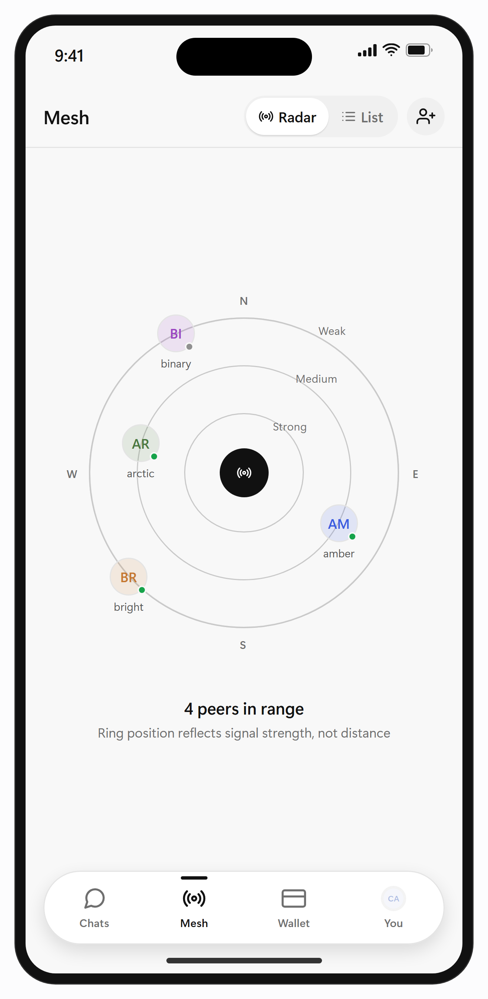 9:41
Mesh
Radar
List
N
Weak
BI
binary
Medium
Strong
AR
arctic
W
E
AM
amber
BR
bright
S
4 peers in range
Ring position reflects signal strength, not distance
CA
Chats
Mesh
Wallet
You